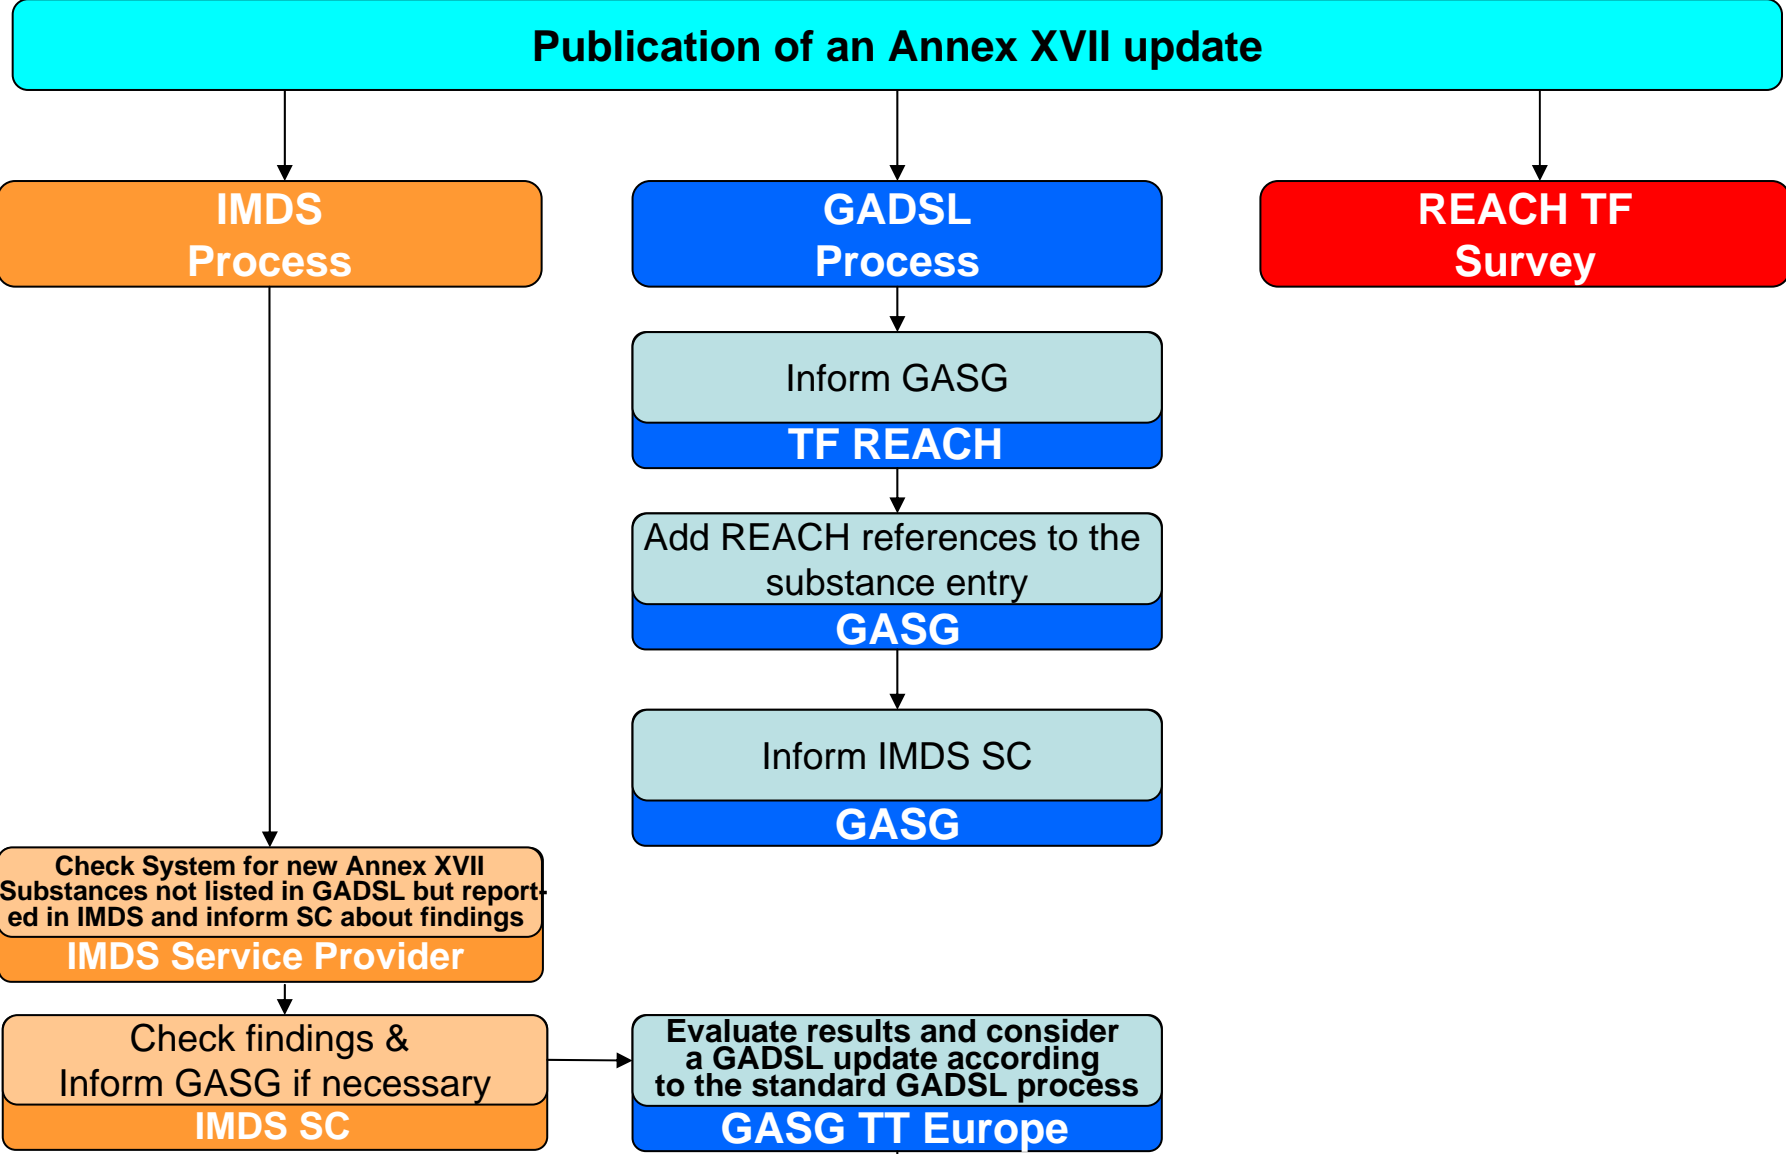 Publication of an Annex XVII update
IMDS
Process
GADSL
Process
REACH TF
Survey
Inform GASG
TF REACH
Add REACH references to the
substance entry
GASG
Inform IMDS SC
GASG
Check System for new Annex XVII
Substances not listed in GADSL but report-
ed in IMDS and inform SC about findings
IMDS Service Provider
Check findings &
Inform GASG if necessary
IMDS SC
Evaluate results and consider
a GADSL update according
to the standard GADSL process
GASG TT Europe